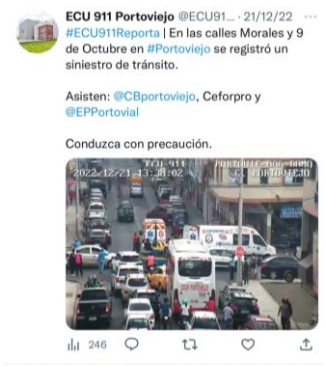 ECU 911 Portoviejo @ECU91... · 21/12/22 ...
#ECU911Reporta | En las calles Morales y 9
de Octubre en #Portoviejo se registró un
siniestro de tránsito.
Asisten: @CBportoviejo, Ceforpro y
@EPPortovial
Conduzca con precaución.
ECU-911
2022-12-21-13:38:02
246